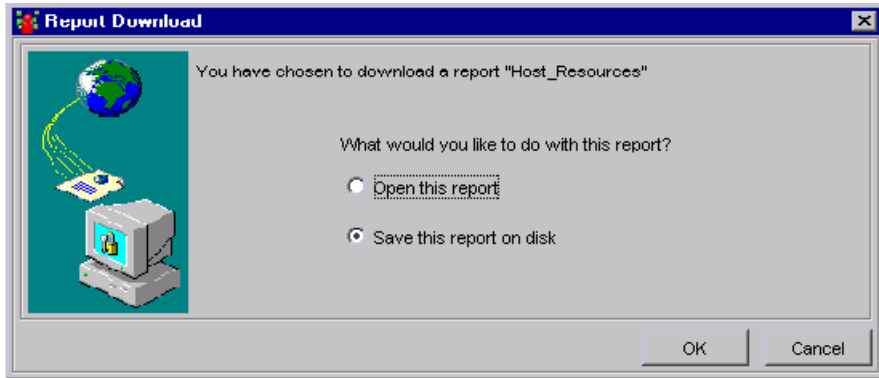 Report Download
You have chosen to download a report "Host_Resources"
What would you like to do with this report?
Open this report
Save this report on disk
OK
Cancel